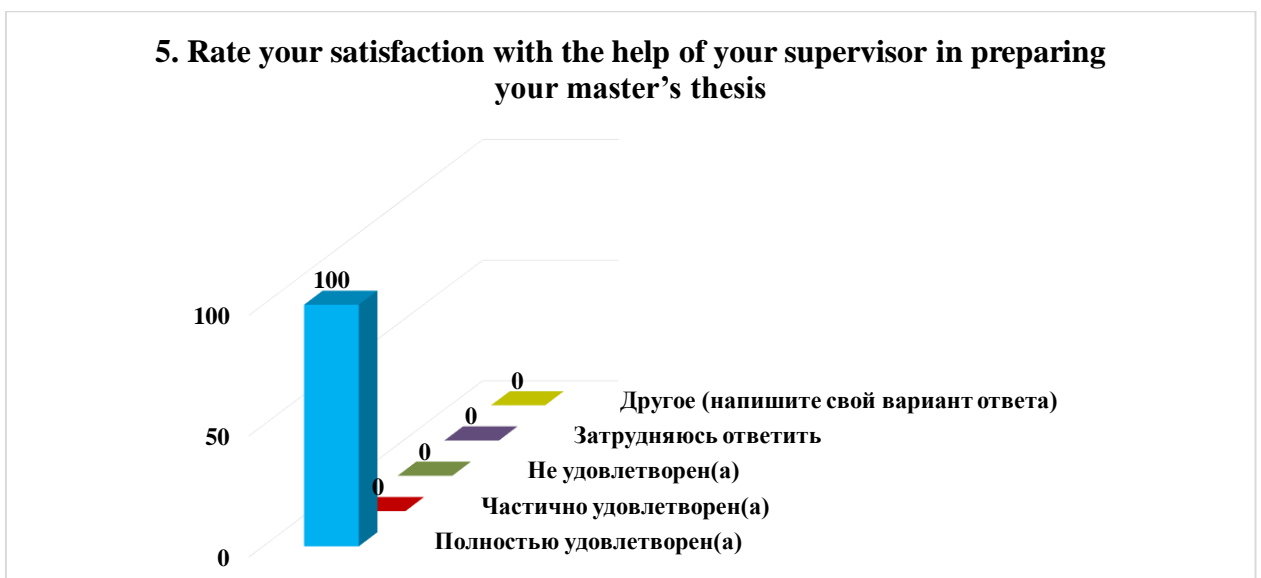 5. Rate your satisfaction with the help of your supervisor in preparing
your master’s thesis
100
100
50
0
0
0
0
0
Другое (напишите свой вариант ответа)
Затрудняюсь ответить
Не удовлетворен(а)
Частично удовлетворен(а)
Полностью удовлетворен(а)